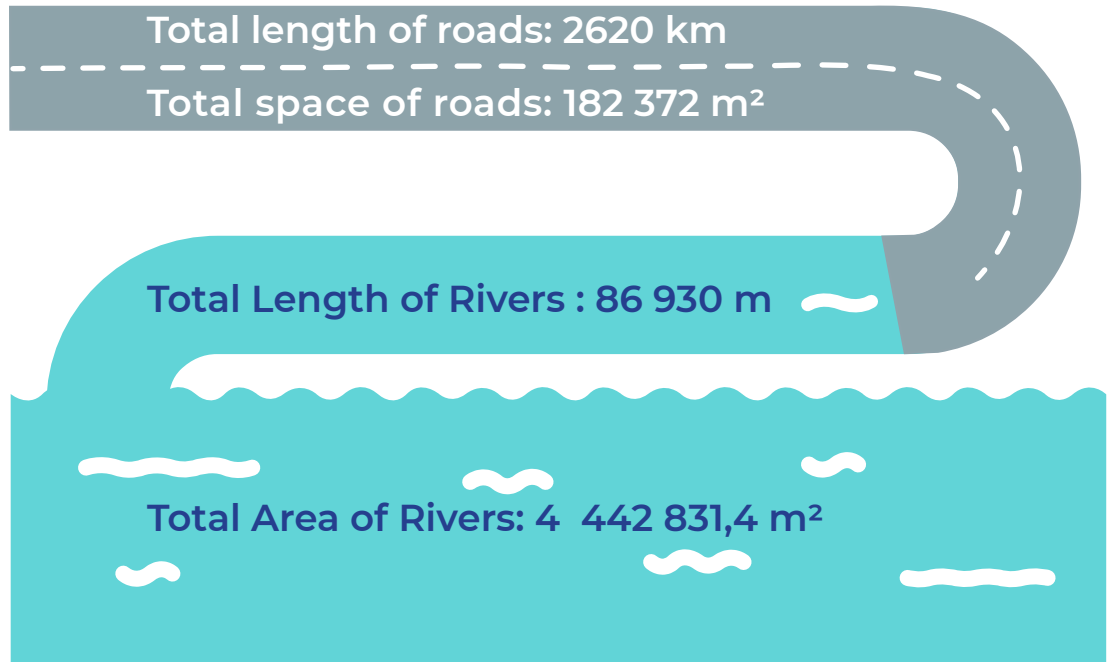 Total length of roads: 2620 km
Total space of roads: 182 372 m²
Total Length of Rivers : 86 930 m
Total Area of Rivers: 4  442 831,4 m²